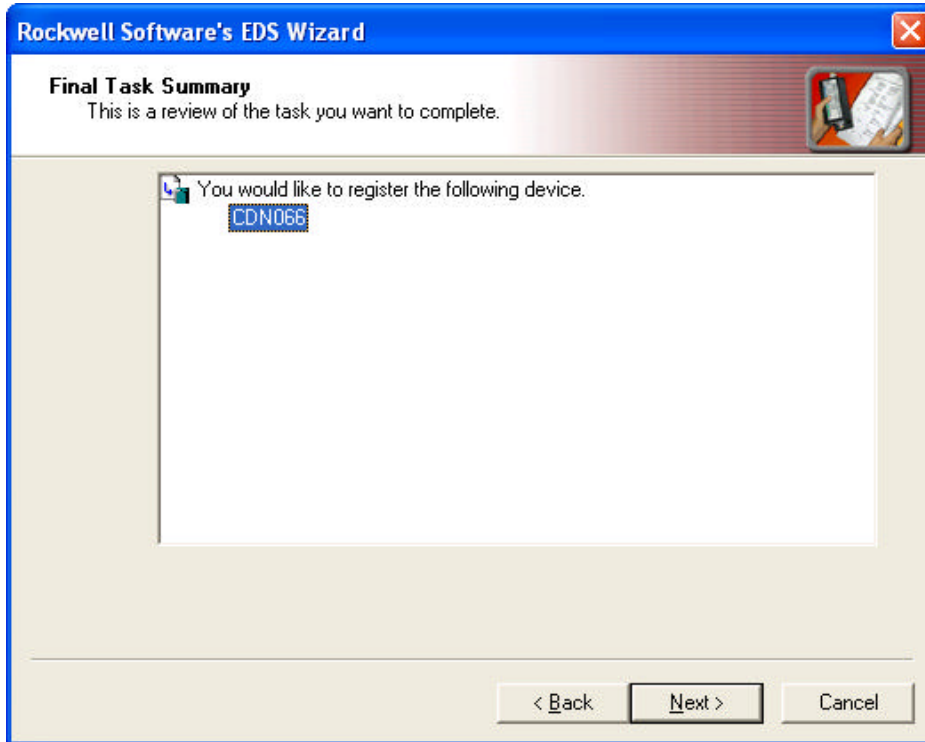 Rockwell Software's EDS Wizard
Final Task Summary
This is a review of the task you want to complete.
You would like to register the following device.
CDN066
< Back
Next >
Cancel